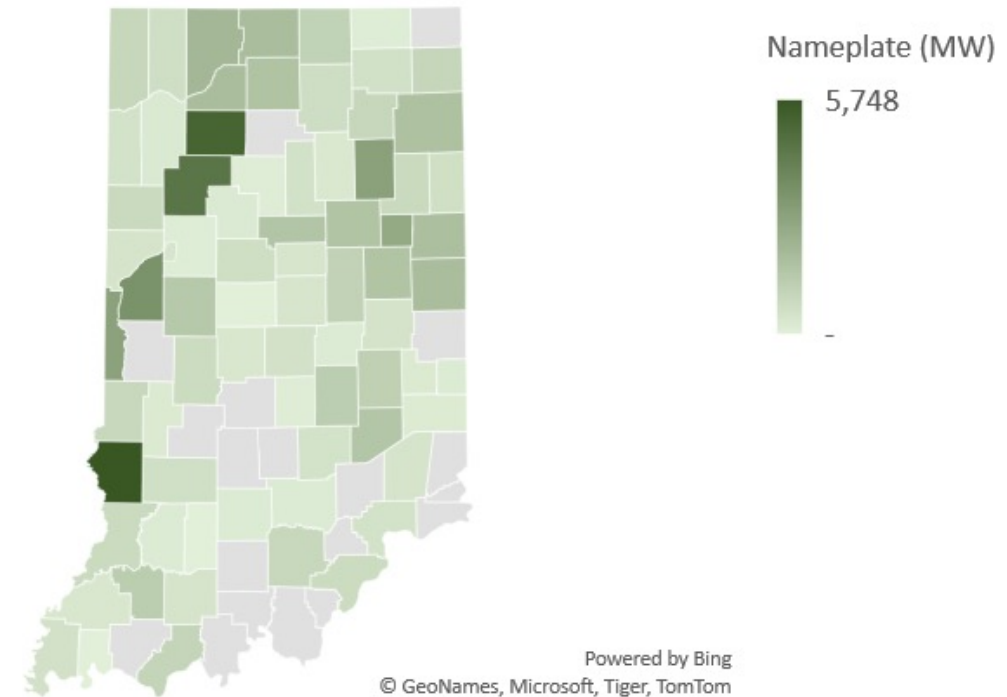 Nameplate (MW)
5,748
-
Powered by Bing
© GeoNames, Microsoft, Tiger, TomTom